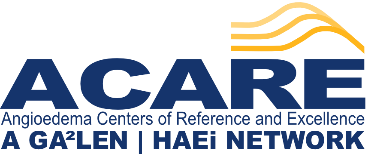 ACARE
Angioedema Centers of Reference and Excellence
A GA²LEN | HAEi NETWORK